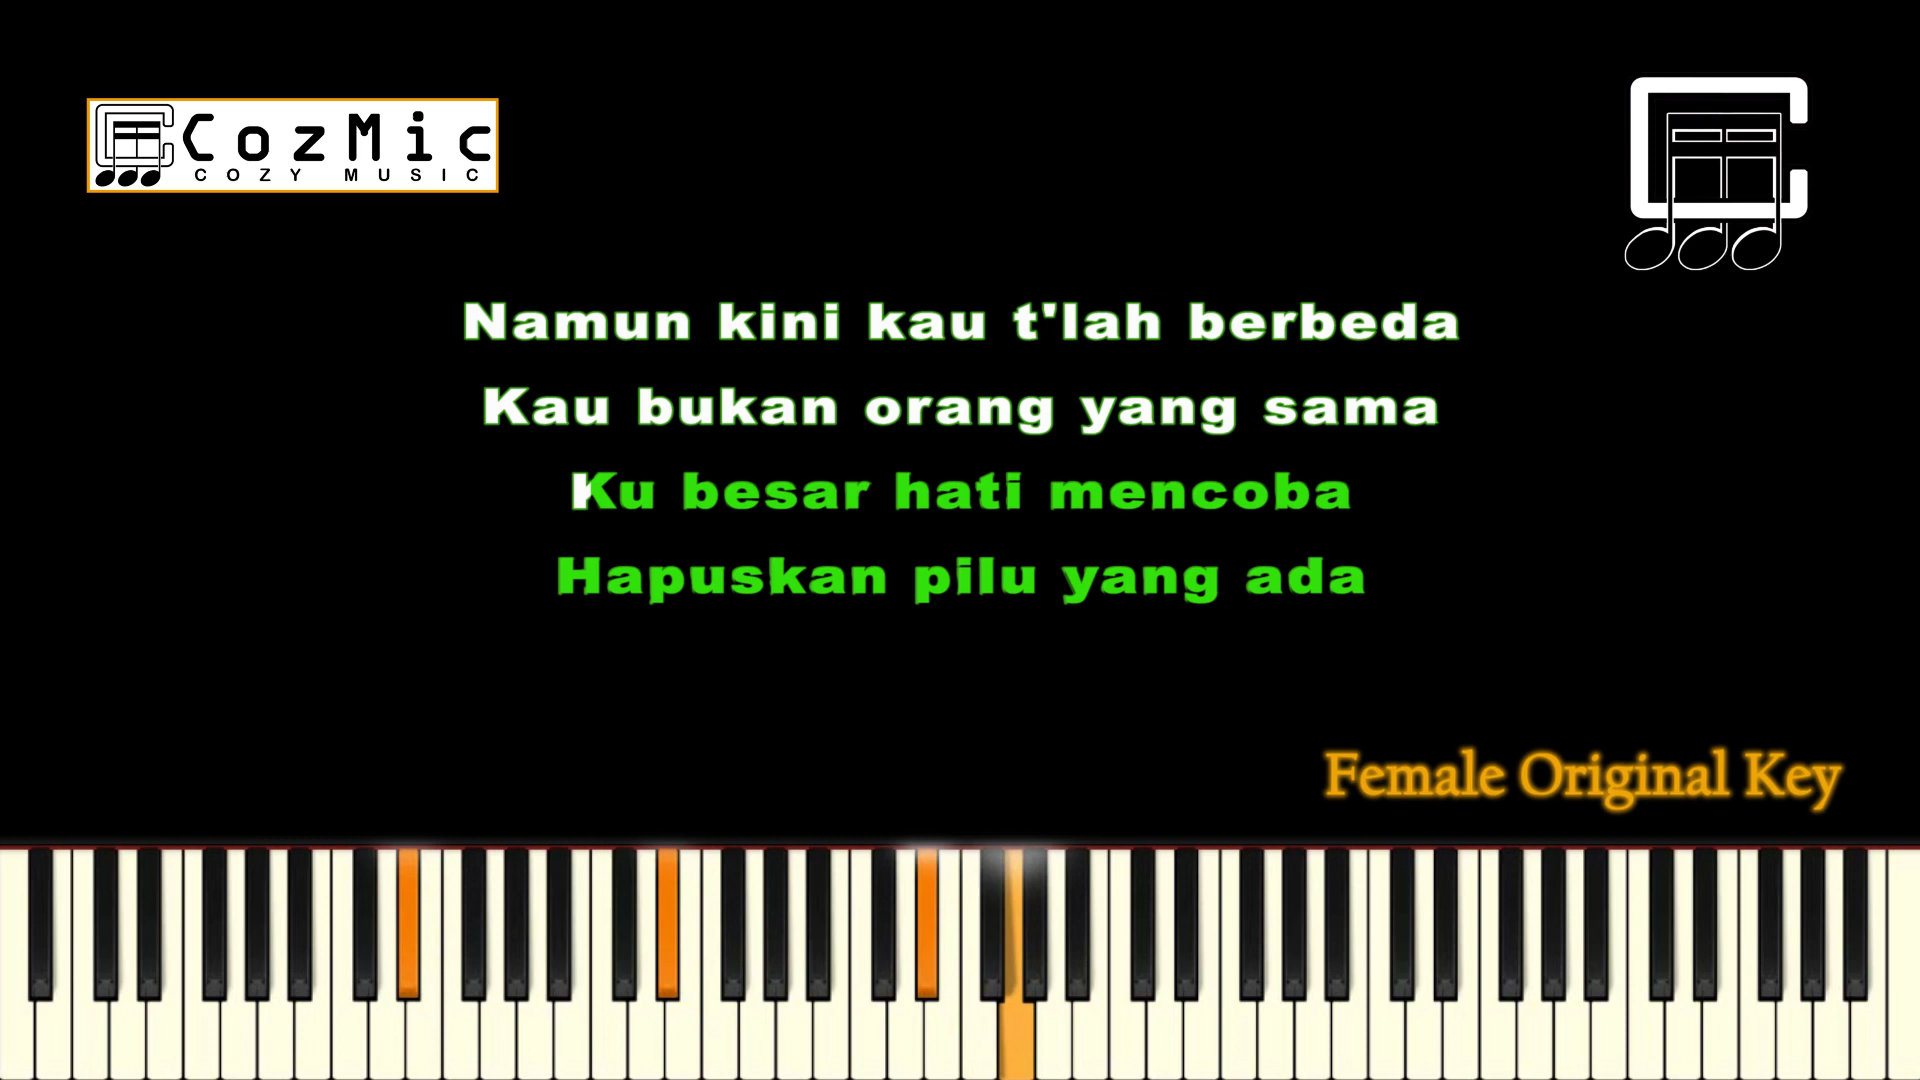 CozMic
COZY MUSIC
Namun kini kau t'lah berbeda
Kau bukan orang yang sama
Ku besar hati mencoba
Hapuskan pilu yang ada
Female Original Key